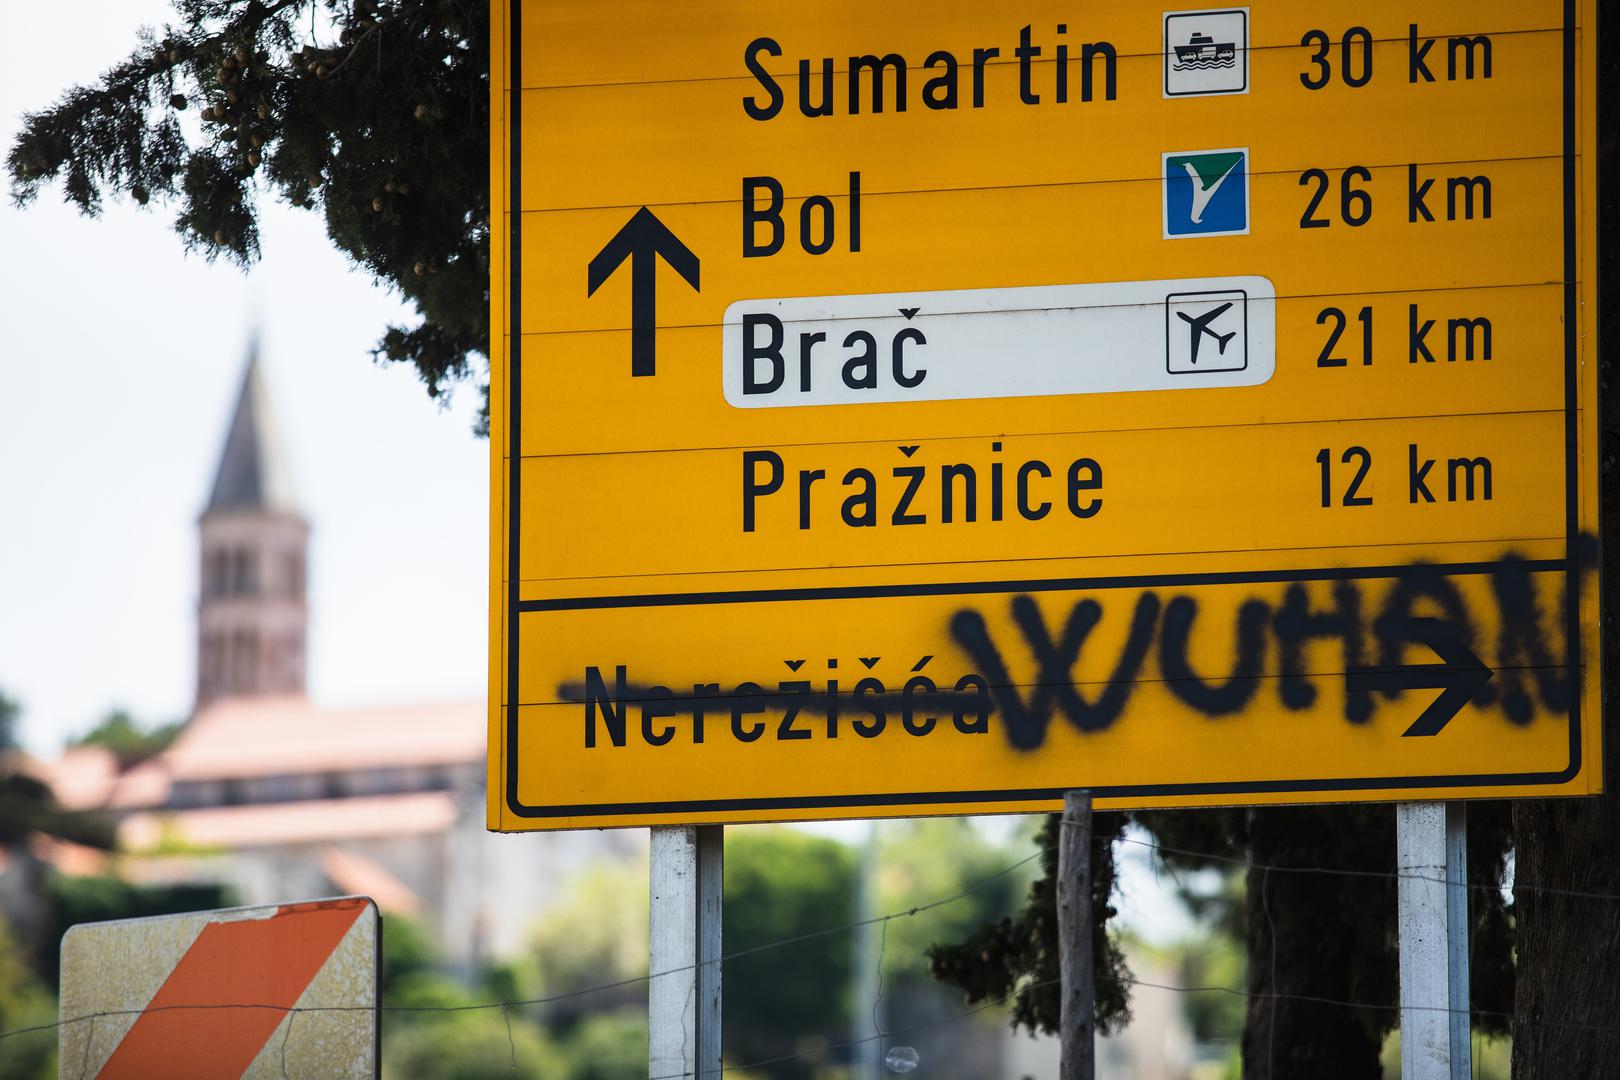 Sumartin 30 km
Bol 26 km
Brač 21 km
Pražnice 12 km
Nerežišća WUHAN